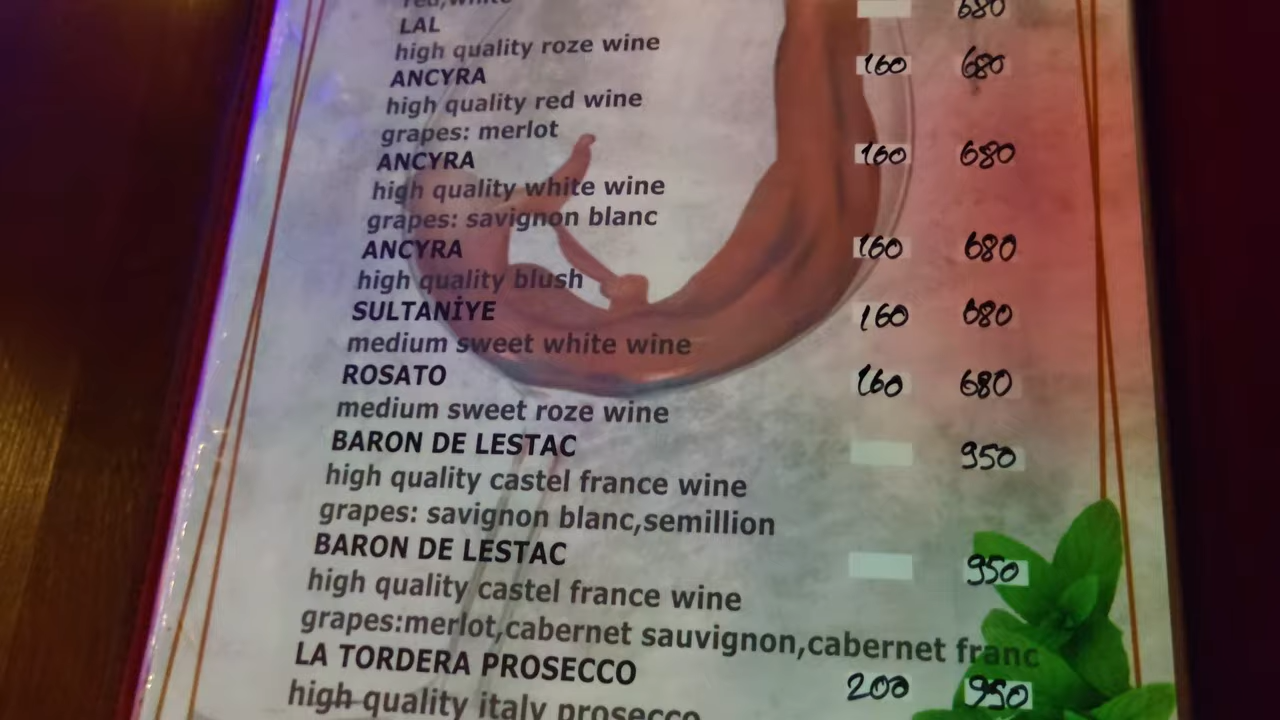 red,white
680
LAL
high quality roze wine
160 680
ANCYRA
high quality red wine
grapes: merlot
160 680
ANCYRA
high quality white wine
grapes: savignon blanc
160 680
ANCYRA
high quality blush
160 680
SULTANİYE
medium sweet white wine
160 680
ROSATO
medium sweet roze wine
950
BARON DE LESTAC
high quality castel france wine
grapes: savignon blanc,semillion
950
BARON DE LESTAC
high quality castel france wine
grapes:merlot,cabernet sauvignon,cabernet franc
LA TORDERA PROSECCO
200 950
high quality italy prosecco